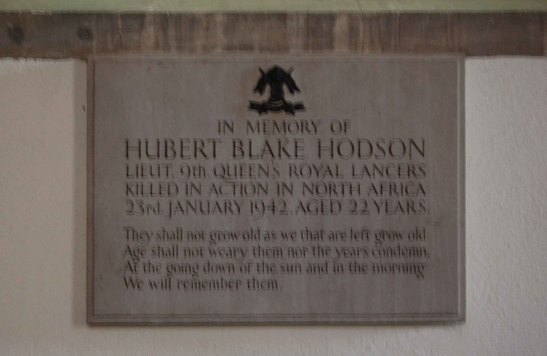 IN MEMORY OF
HUBERT BLAKE HODSON
LIEUT. 9th QUEENS ROYAL LANCERS
KILLED IN ACTION IN NORTH AFRICA
23rd JANUARY 1942. AGED 22 YEARS.
They shall not grow old as we that are left grow old
Age shall not weary them nor the years condemn.
At the going down of the sun and in the morning
We will remember them.